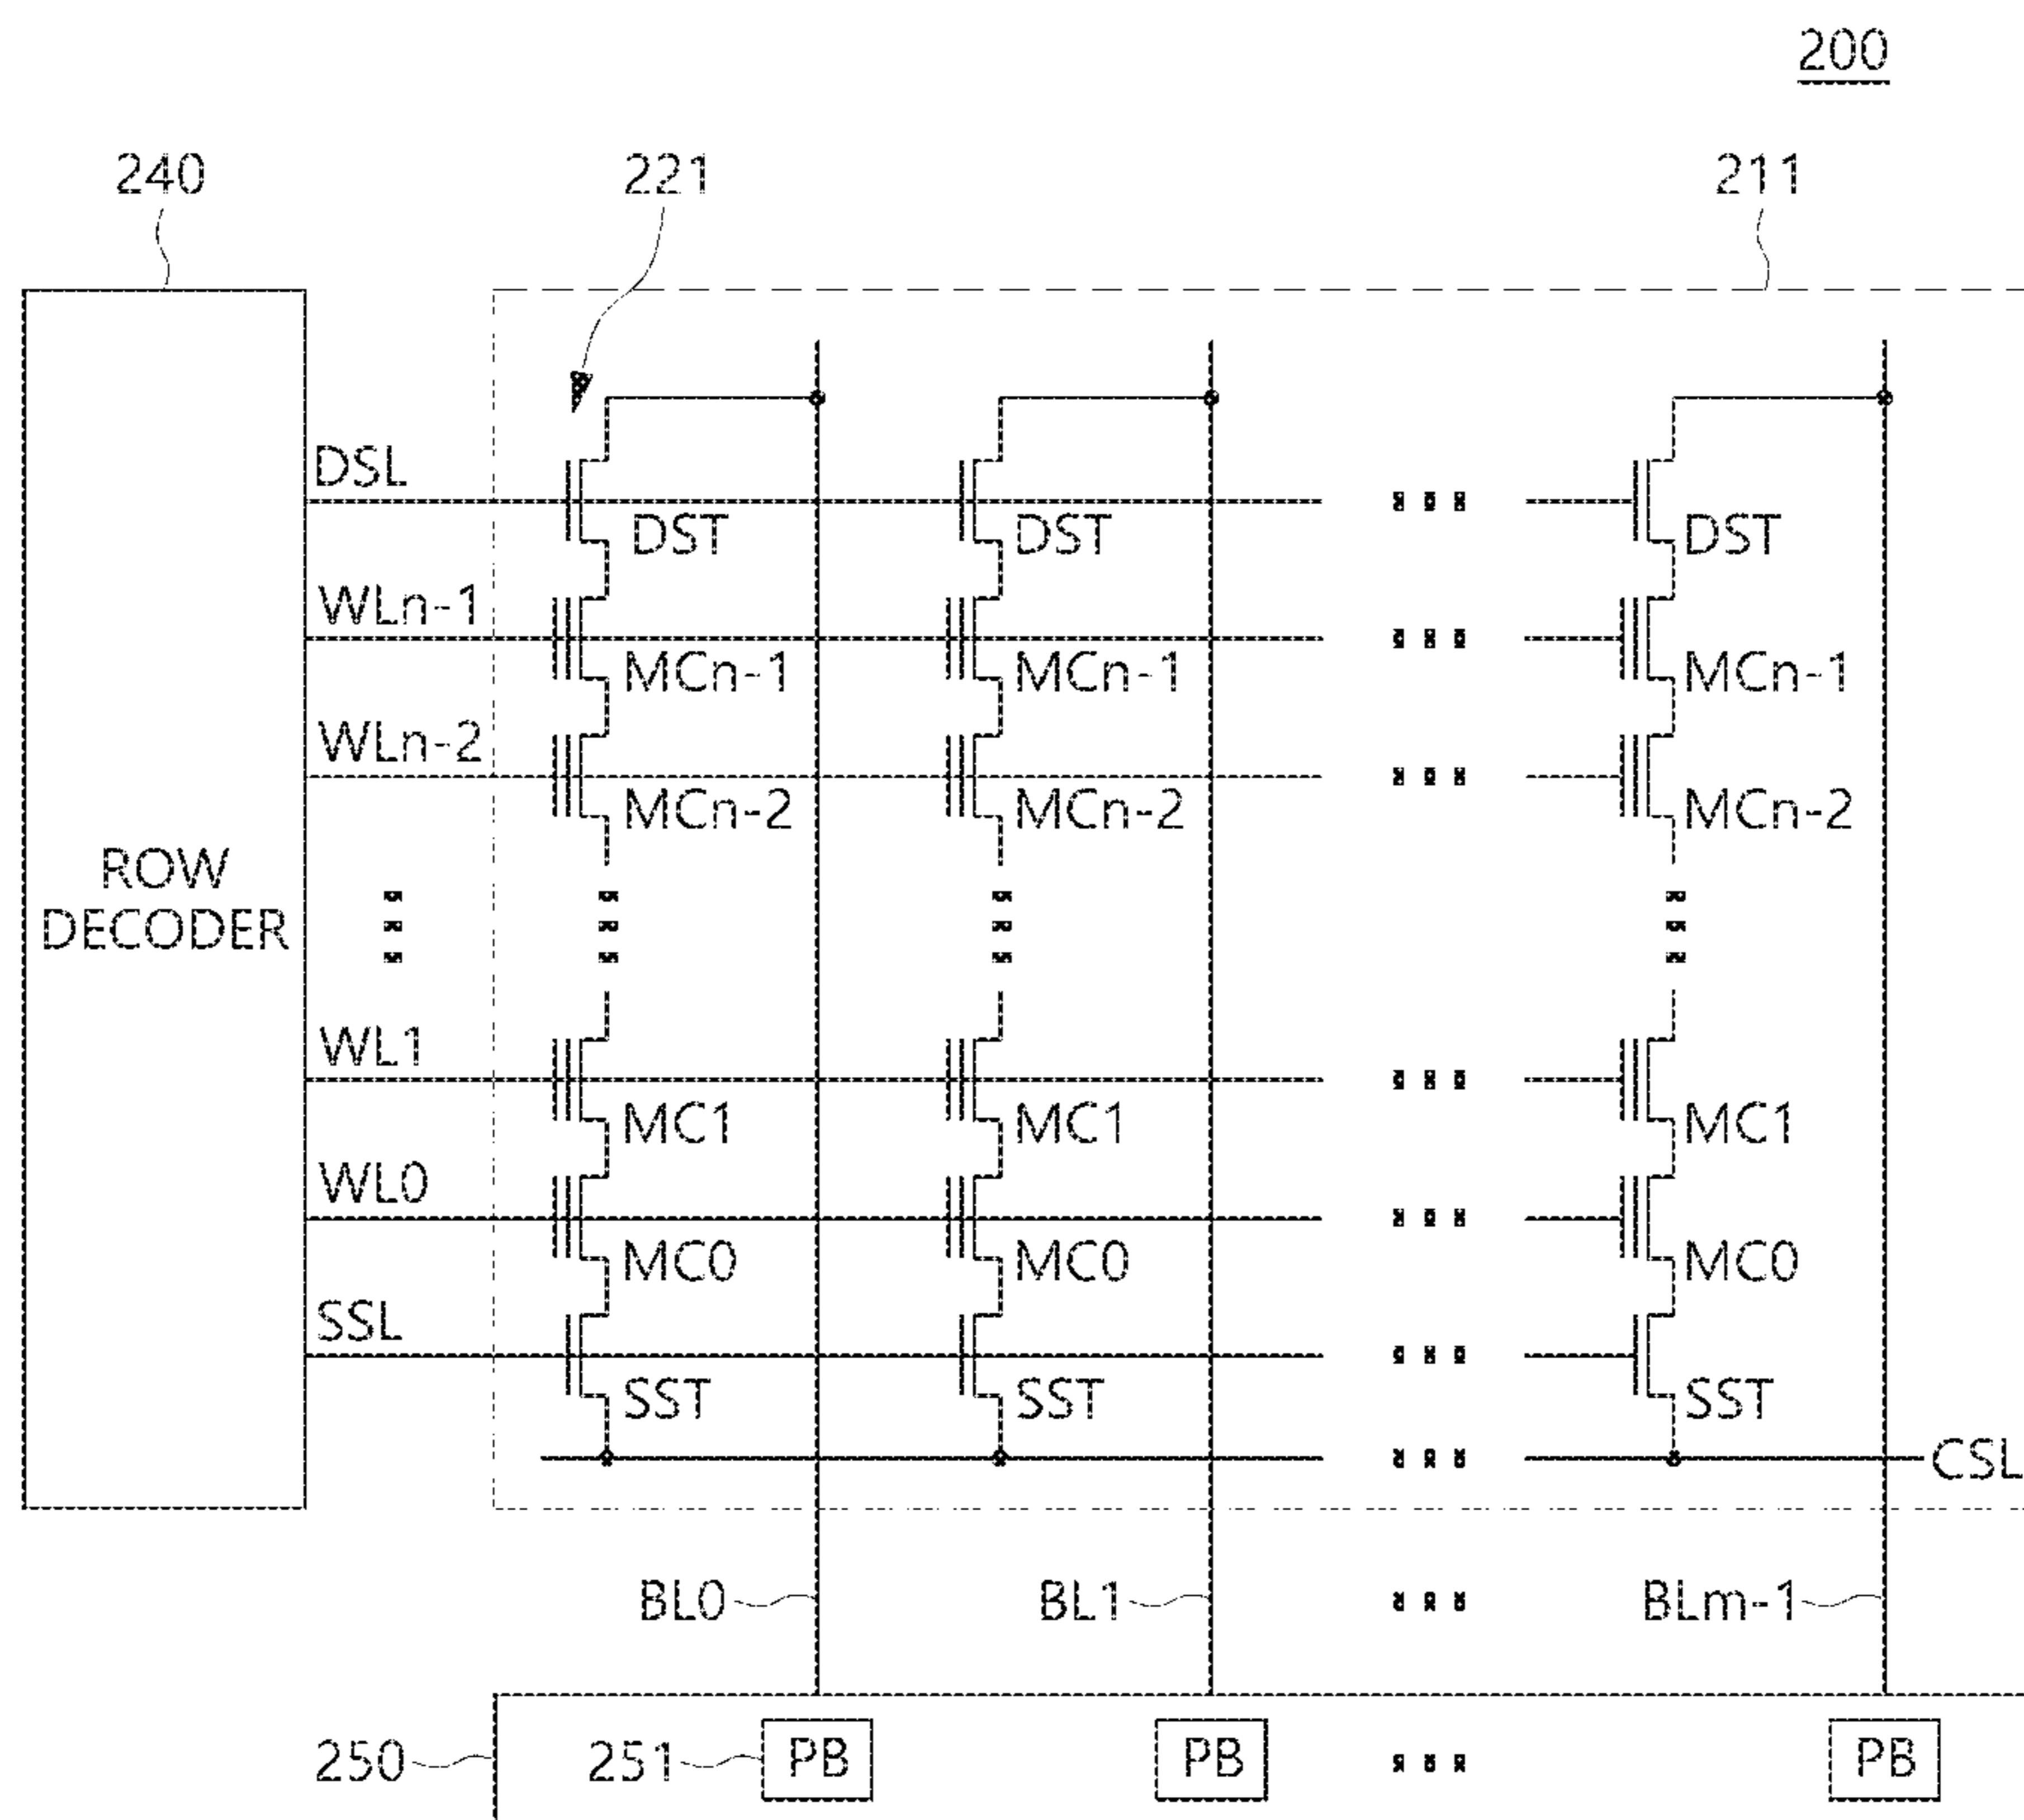 200
240 221 211
DSL
DST DST DST
WLn-1
MCn-1 MCn-1 MCn-1
WLn-2
MCn-2 MCn-2 MCn-2
ROW
DECODER
WL1
MC1 MC1 MC1
WL0
MC0 MC0 MC0
SSL
SST SST SST
CSL
BL0 BL1 BLm-1
250 251 PB PB PB